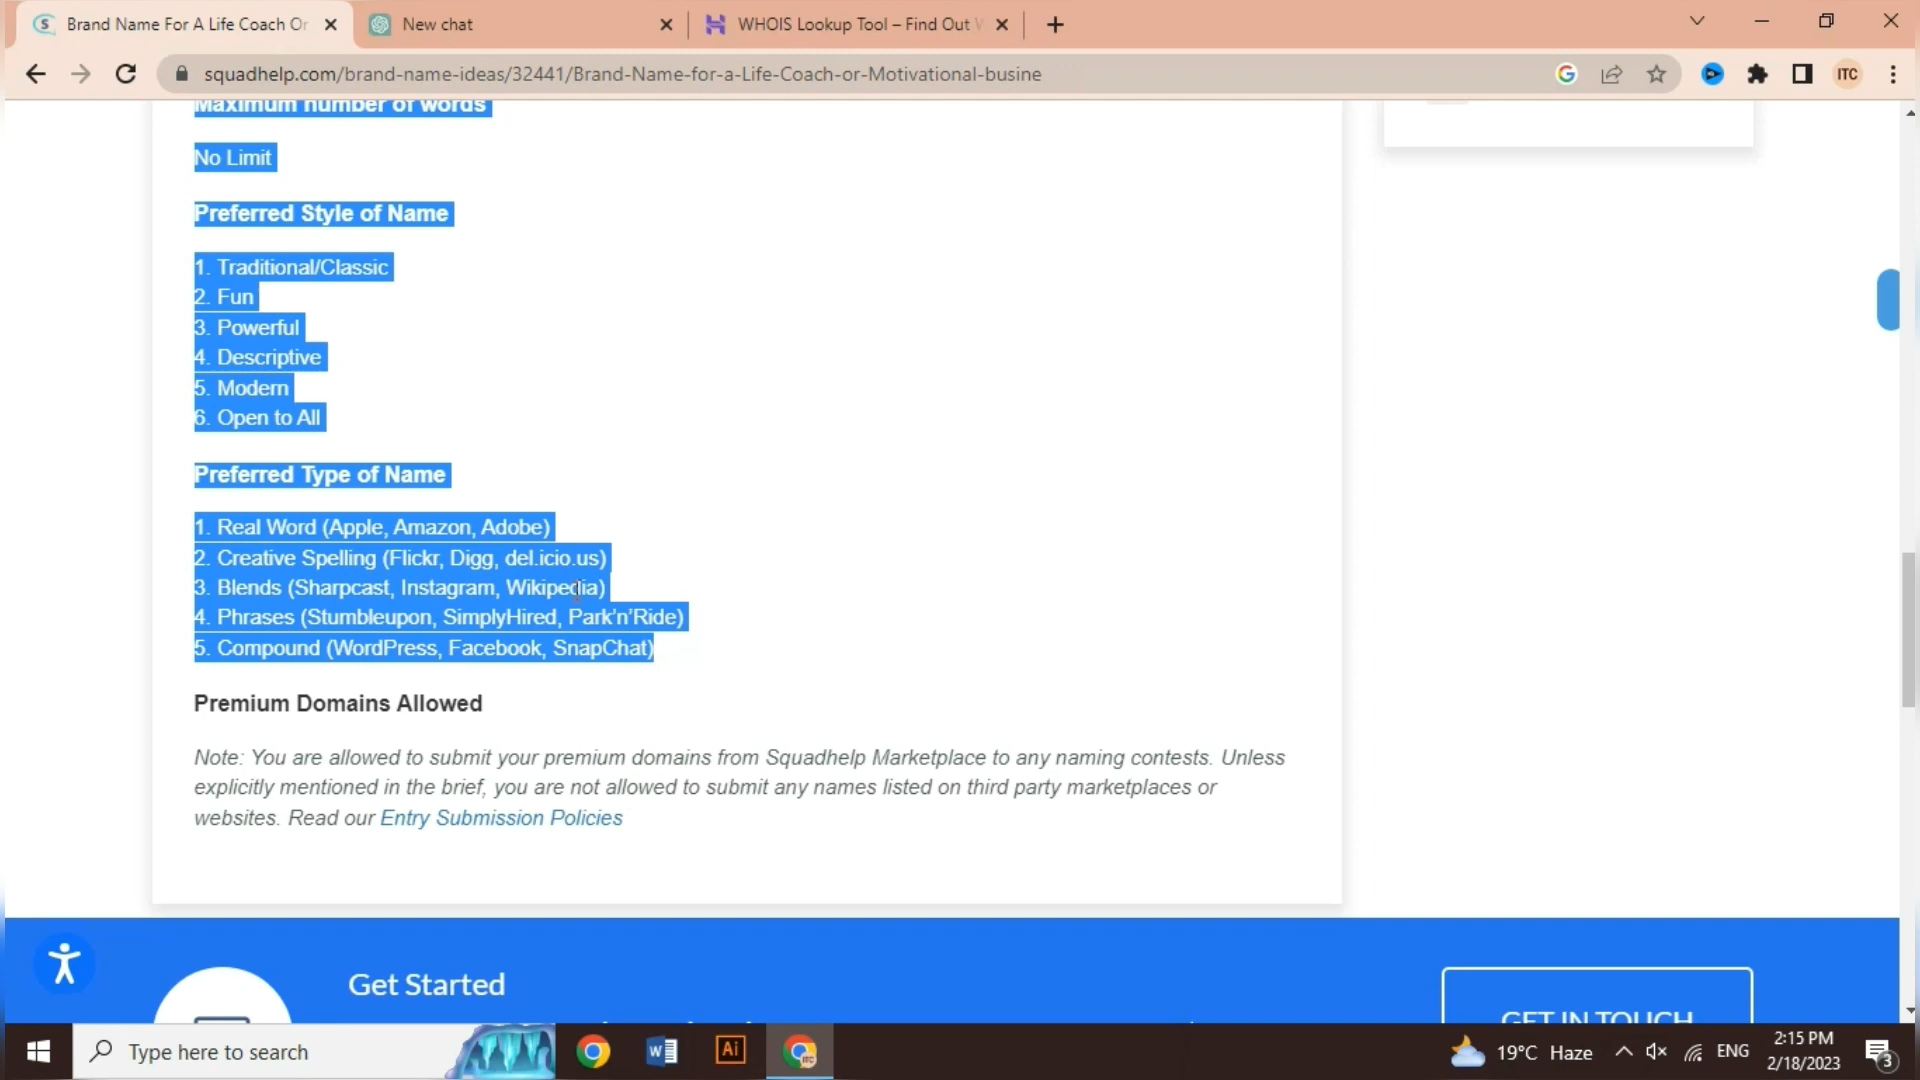 Brand Name For A Life Coach Or
New chat
WHOIS Lookup Tool – Find Out
squadhelp.com/brand-name-ideas/32441/Brand-Name-for-a-Life-Coach-or-Motivational-busine
ITC
Maximum number of words
No Limit
Preferred Style of Name
1. Traditional/Classic
2. Fun
3. Powerful
4. Descriptive
5. Modern
6. Open to All
Preferred Type of Name
1. Real Word (Apple, Amazon, Adobe)
2. Creative Spelling (Flickr, Digg, del.icio.us)
3. Blends (Sharpcast, Instagram, Wikipedia)
4. Phrases (Stumbleupon, SimplyHired, Park’n’Ride)
5. Compound (WordPress, Facebook, SnapChat)
Premium Domains Allowed
Note: You are allowed to submit your premium domains from Squadhelp Marketplace to any naming contests. Unless
explicitly mentioned in the brief, you are not allowed to submit any names listed on third party marketplaces or
websites. Read our Entry Submission Policies
Get Started
GET IN TOUCH
Type here to search
W
Ai
ITC
19°C Haze
ENG
2:15 PM
2/18/2023
3